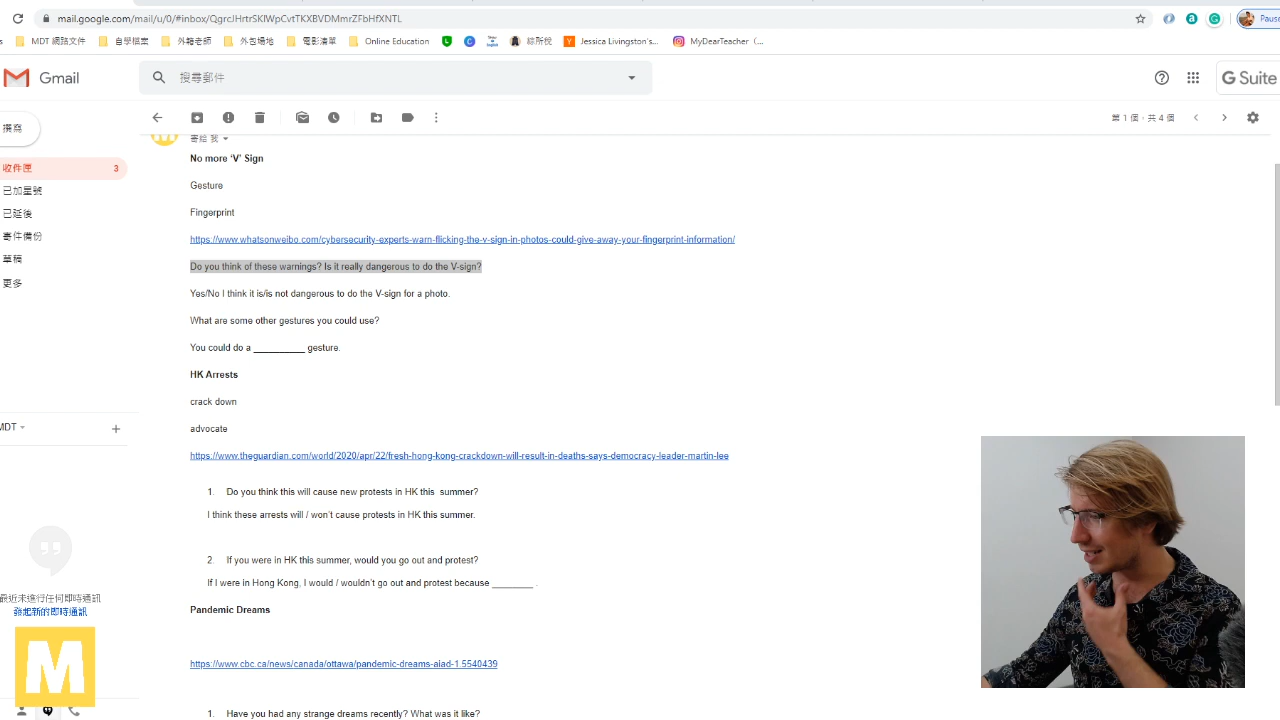 mail.google.com/mail/u/0/#inbox/QgrcJHrtrSKlWpCvtTKXBVDMmrZFbHfXNTL
Paus
MDT 網路文件 自學檔案 外籍老師 外包場地 電影清單 Online Education 綜所稅 Jessica Livingston's... MyDearTeacher (...
Gmail
搜尋郵件
G Suite
撰寫
第 1 個，共 4 個
寄給 我
收件匣 3
已加星號
已延後
寄件備份
草稿
更多
MDT
最近未進行任何即時通訊
發起新的即時通訊
M
No more ‘V’ Sign
Gesture
Fingerprint
https://www.whatsonweibo.com/cybersecurity-experts-warn-flicking-the-v-sign-in-photos-could-give-away-your-fingerprint-information/
Do you think of these warnings? Is it really dangerous to do the V-sign?
Yes/No I think it is/is not dangerous to do the V-sign for a photo.
What are some other gestures you could use?
You could do a __________ gesture.
HK Arrests
crack down
advocate
https://www.theguardian.com/world/2020/apr/22/fresh-hong-kong-crackdown-will-result-in-deaths-says-democracy-leader-martin-lee
1. Do you think this will cause new protests in HK this summer?
I think these arrests will / won’t cause protests in HK this summer.
2. If you were in HK this summer, would you go out and protest?
If I were in Hong Kong, I would / wouldn’t go out and protest because ________ .
Pandemic Dreams
https://www.cbc.ca/news/canada/ottawa/pandemic-dreams-aiad-1.5540439
1. Have you had any strange dreams recently? What was it like?